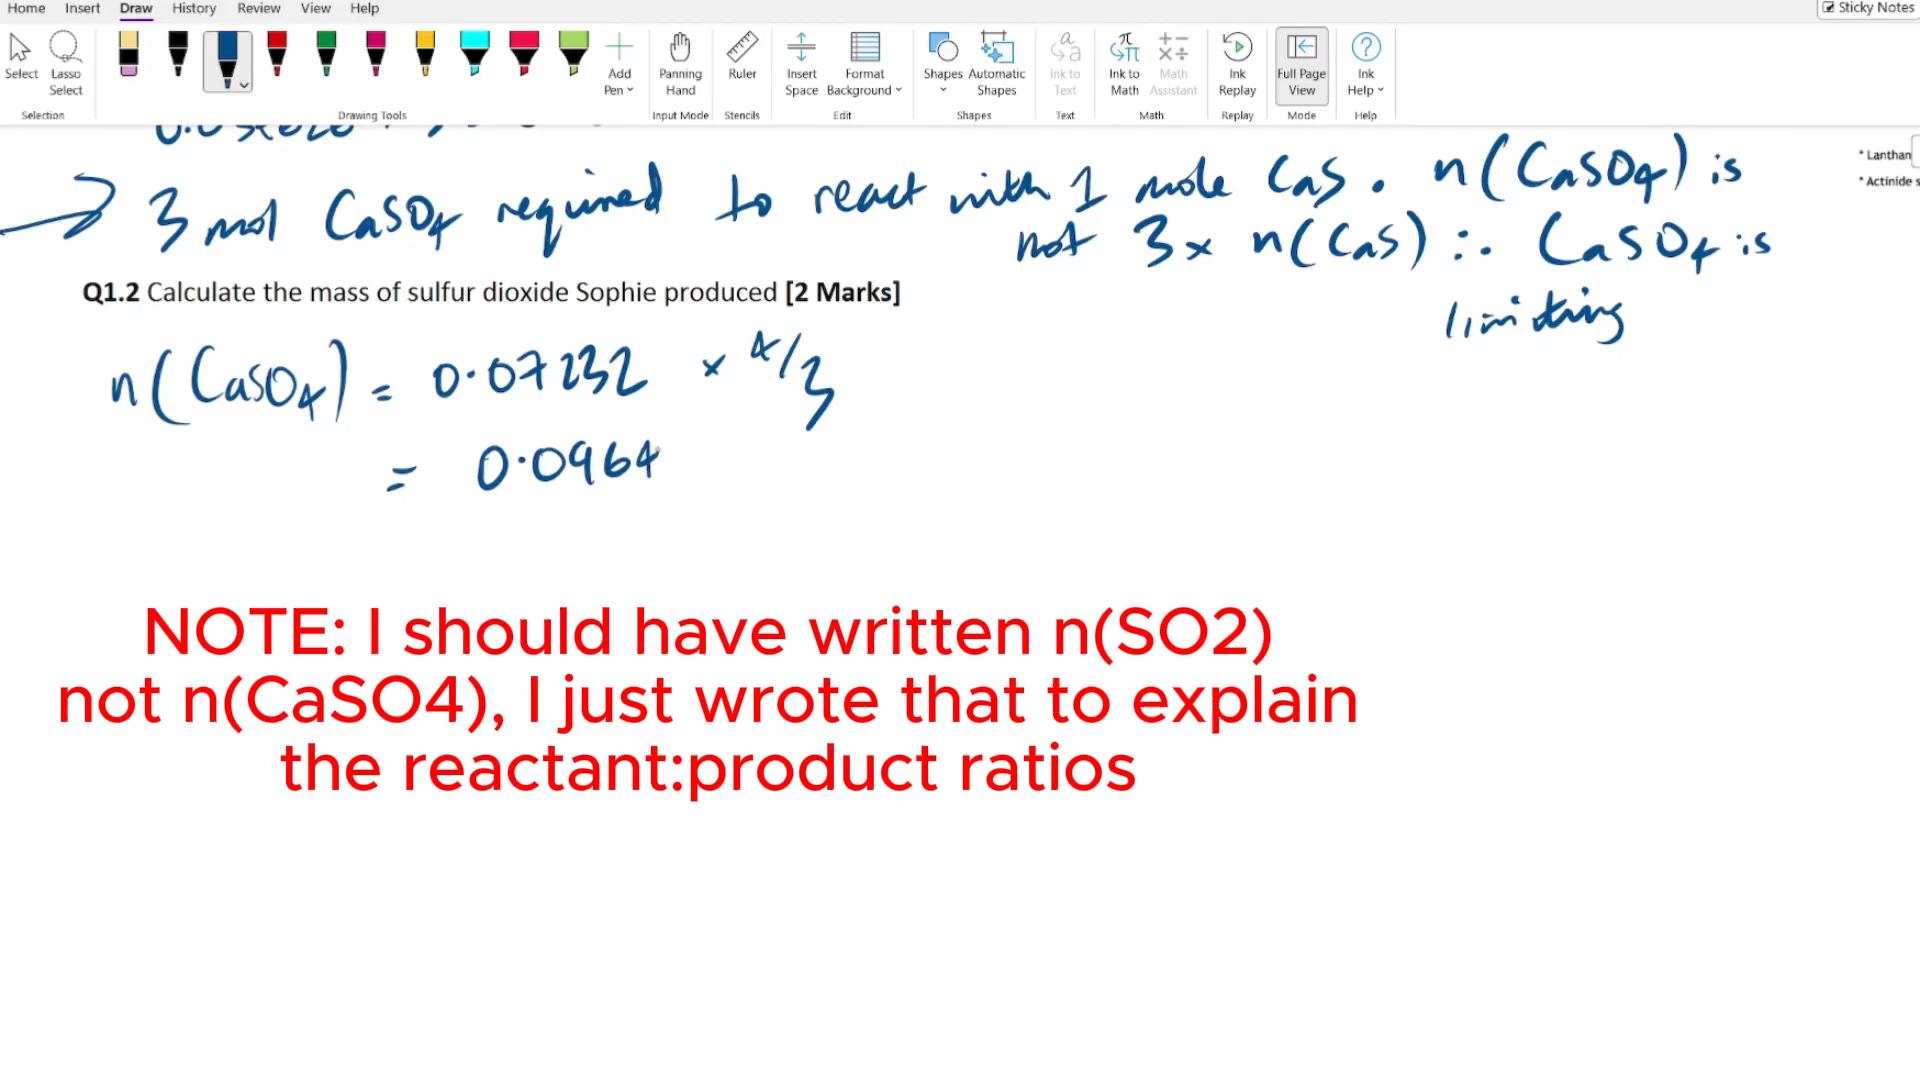 Home Insert Draw History Review View Help
Sticky Notes
Select Lasso Select Add Pen Panning Hand Ruler Insert Space Format Background Shapes Automatic Shapes Ink to Text Ink to Math Math Assistant Ink Replay Full Page View Ink Help
Selection Drawing Tools Input Mode Stencils Edit Shapes Text Math Replay Mode Help
* Lanthan
* Actinide s
→ 3 mol CaSO4 required to react with 1 mole CaS. n(CaSO4) is
not 3 x n(CaS) ∴ CaSO4 is
limiting
Q1.2 Calculate the mass of sulfur dioxide Sophie produced [2 Marks]
n(CaSO4) = 0.07232 x 4/3
= 0.0964
NOTE: I should have written n(SO2)
not n(CaSO4), I just wrote that to explain
the reactant:product ratios